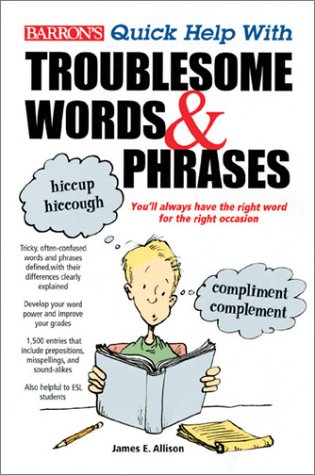 BARRON'S Quick Help With
TROUBLESOME
WORDS &
PHRASES
hiccup
hiccough
You'll always have the right word
for the right occasion
Tricky, often-confused
words and phrases
defined, with their
differences clearly
explained
Develop your word
power and improve
your grades
1,500 entries that
include prepositions,
misspellings, and
sound-alikes
Also helpful to ESL
students
compliment
complement
James E. Allison